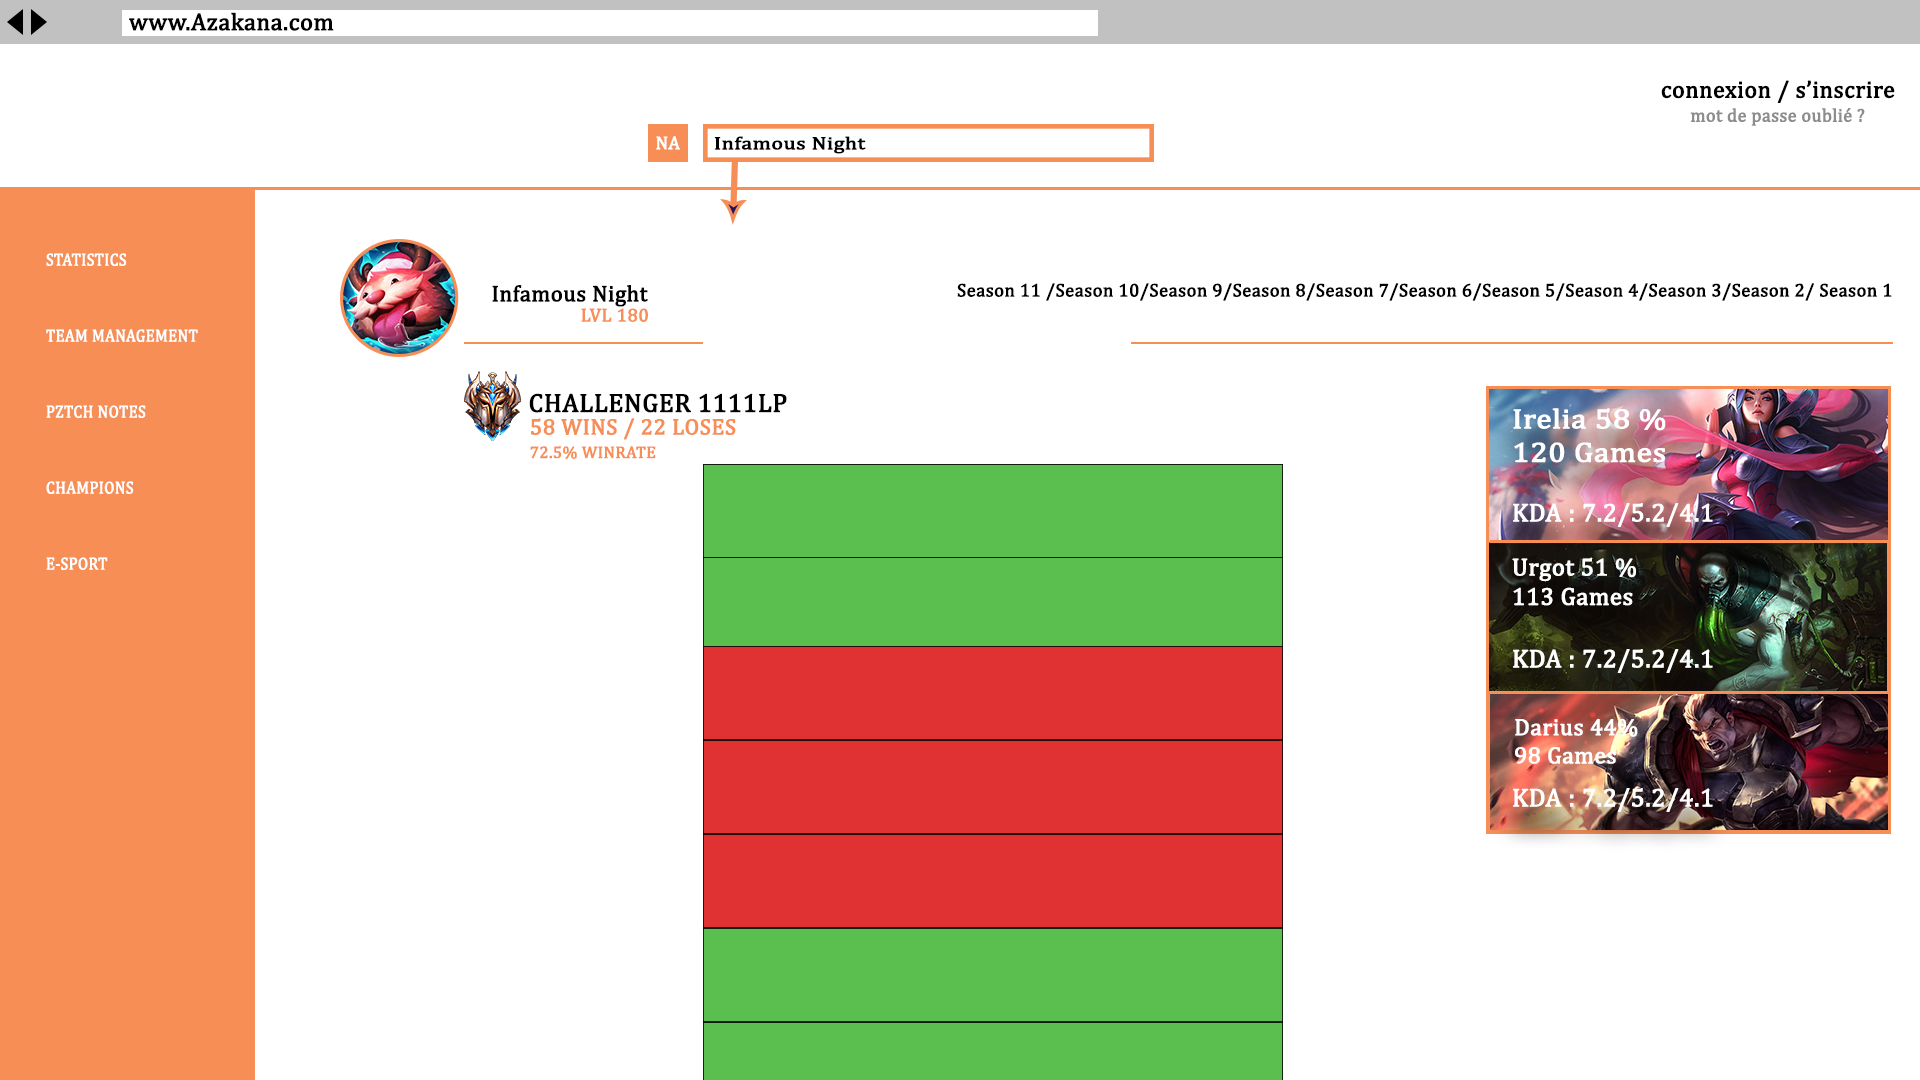 www.Azakana.com
connexion / s'inscrire
mot de passe oublié ?
NA
Infamous Night
STATISTICS
TEAM MANAGEMENT
PZTCH NOTES
CHAMPIONS
E-SPORT
Infamous Night
LVL 180
Season 11 /Season 10/Season 9/Season 8/Season 7/Season 6/Season 5/Season 4/Season 3/Season 2/ Season 1
CHALLENGER 1111LP
58 WINS / 22 LOSES
72.5% WINRATE
Irelia 58 %
120 Games
KDA : 7.2/5.2/4.1
Urgot 51 %
113 Games
KDA : 7.2/5.2/4.1
Darius 44%
98 Games
KDA : 7.2/5.2/4.1